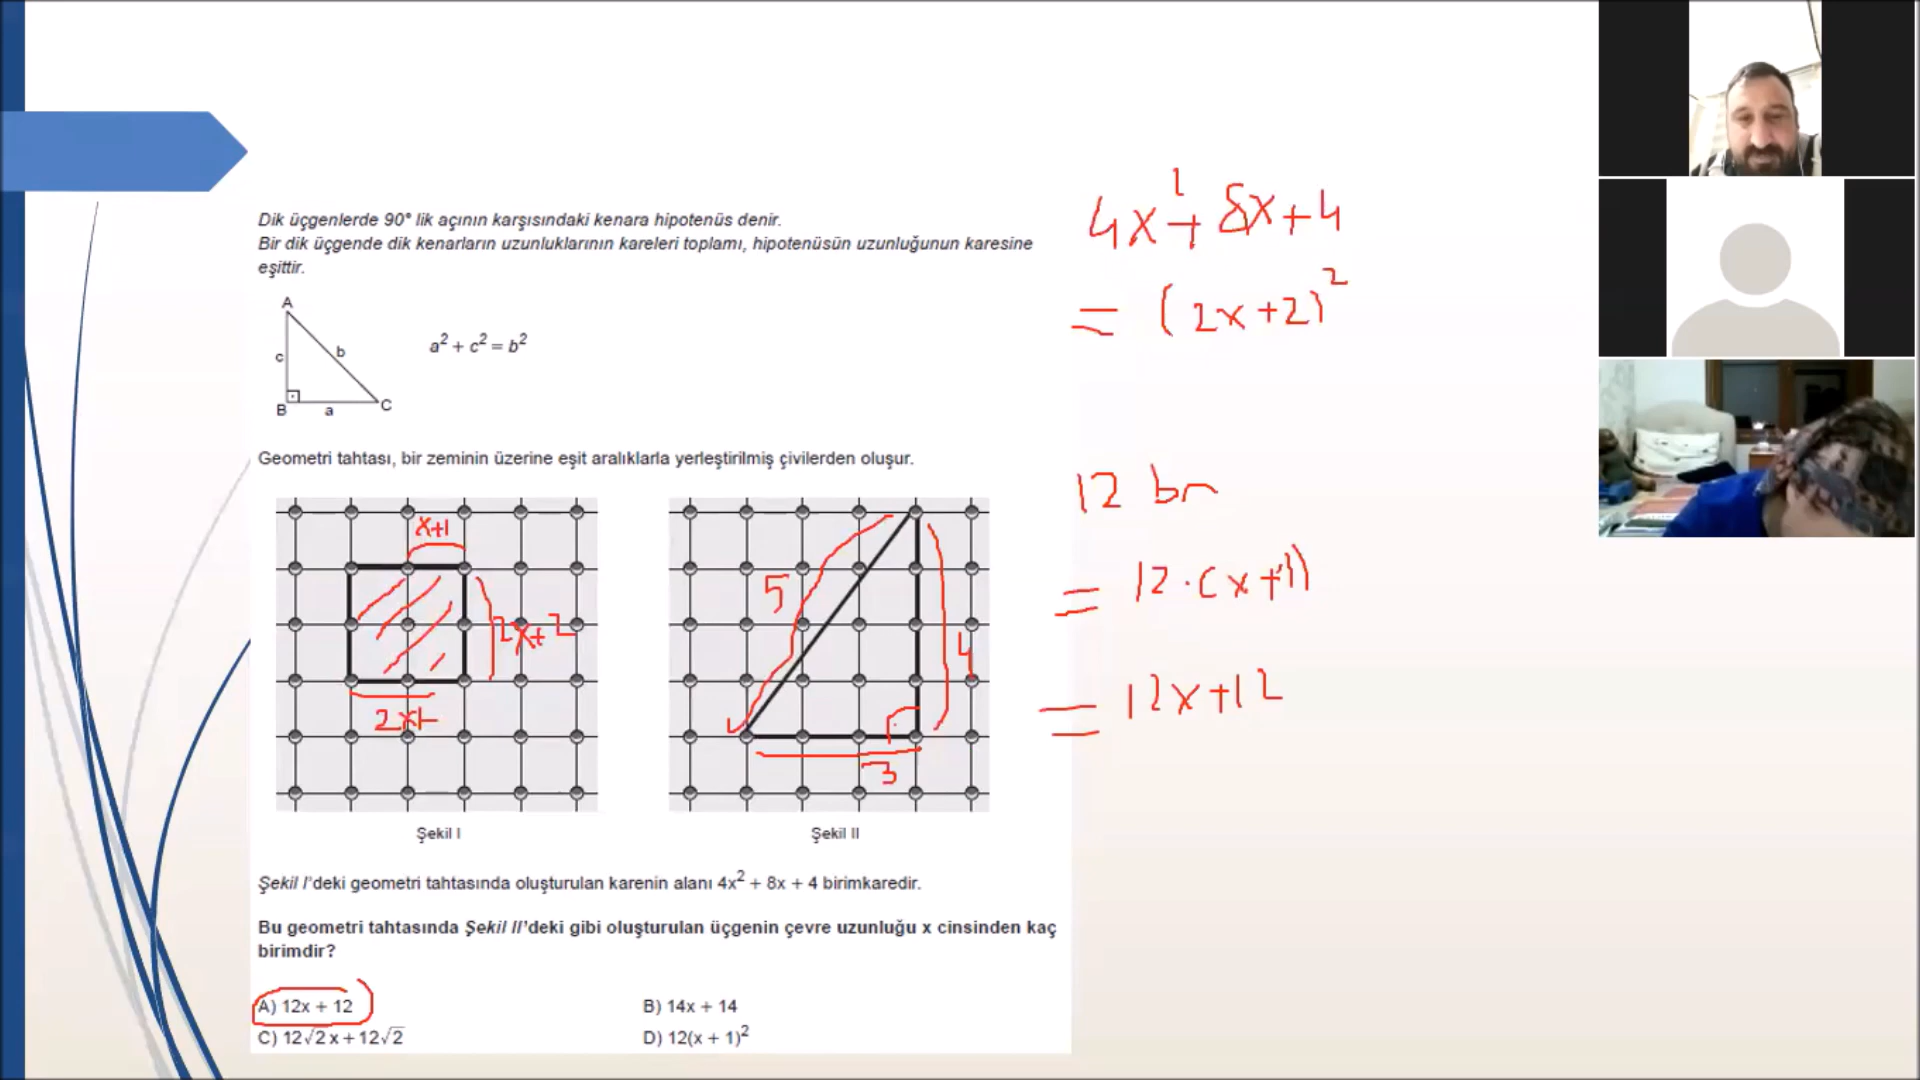 Dik üçgenlerde 90° lik açının karşısındaki kenara hipotenüs denir.
Bir dik üçgende dik kenarların uzunluklarının kareleri toplamı, hipotenüsün uzunluğunun karesine
eşittir.
A
c
b
B
a
C
a² + c² = b²
Geometri tahtası, bir zeminin üzerine eşit aralıklarla yerleştirilmiş çivilerden oluşur.
x+1
2x+2
2x+
Şekil I
5
4
3
Şekil II
Şekil I'deki geometri tahtasında oluşturulan karenin alanı 4x² + 8x + 4 birimkaredir.
Bu geometri tahtasında Şekil II'deki gibi oluşturulan üçgenin çevre uzunluğu x cinsinden kaç
birimdir?
A) 12x + 12
B) 14x + 14
C) 12√2 x + 12√2
D) 12(x + 1)²
4x² + 8x + 4
= (2x+2)²
12 br
= 12·(x+1)
= 12x+12